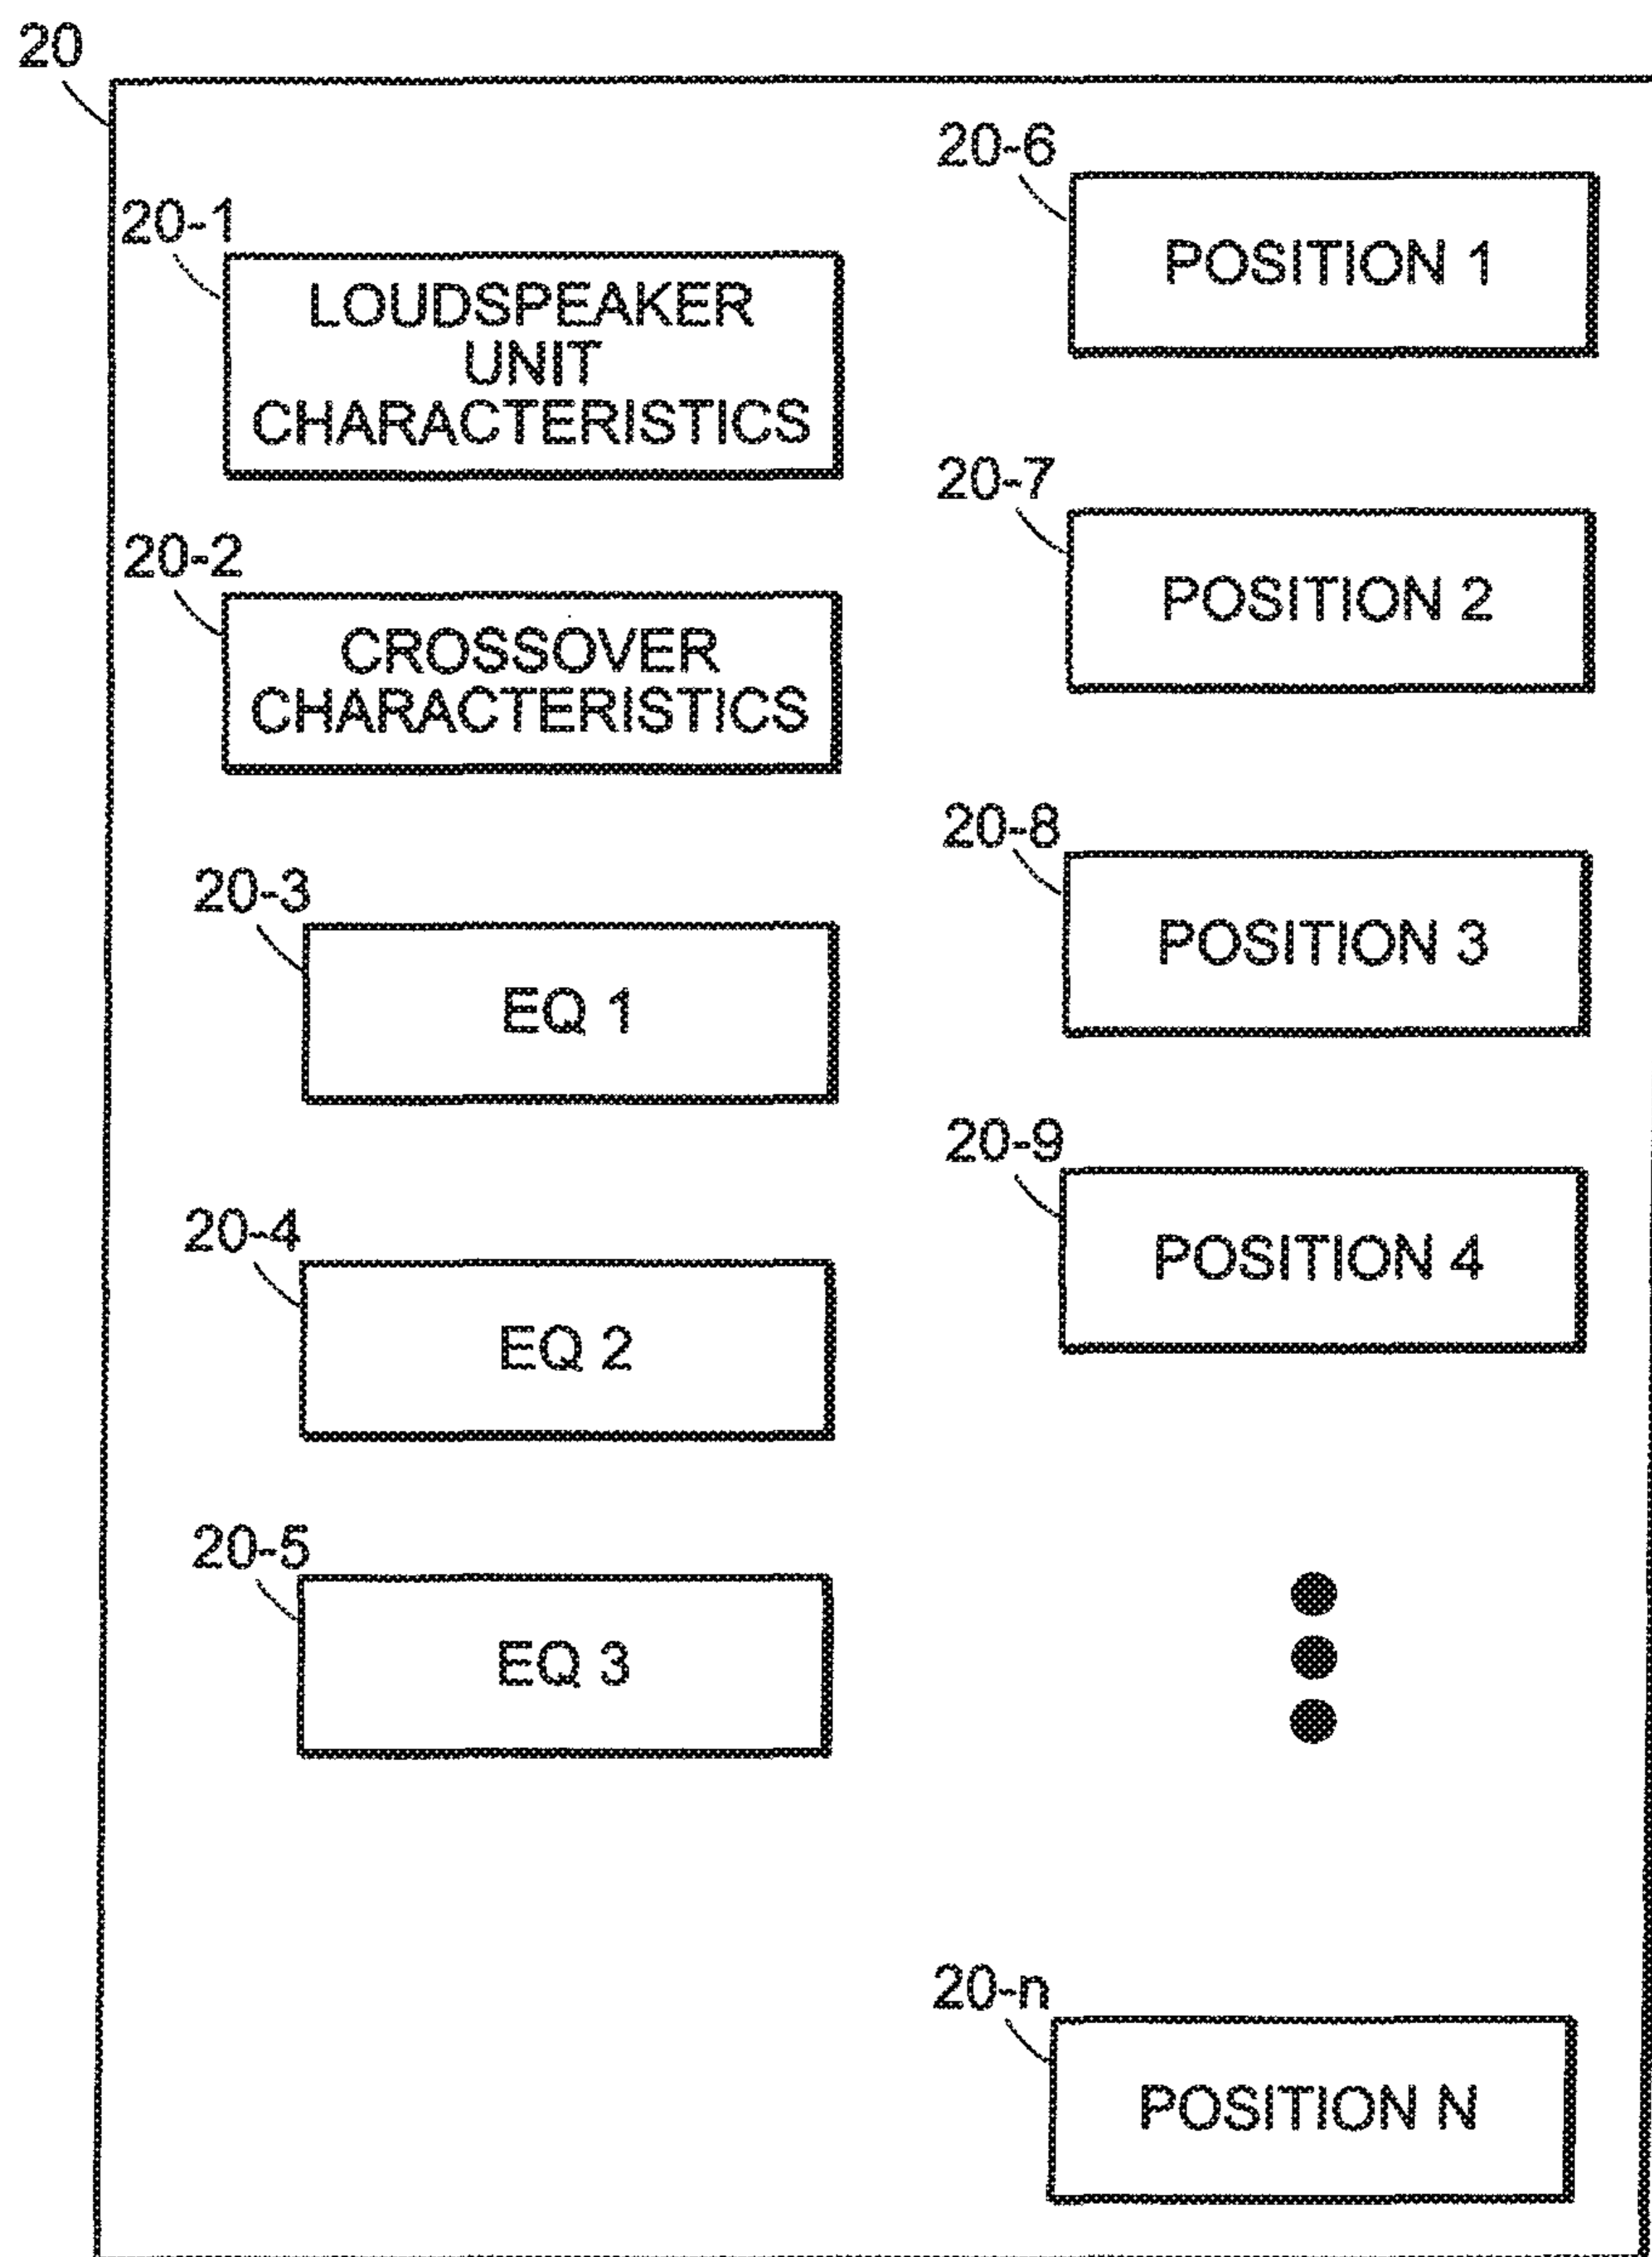 20
20-1
LOUDSPEAKER
UNIT
CHARACTERISTICS
20-2
CROSSOVER
CHARACTERISTICS
20-3
EQ 1
20-4
EQ 2
20-5
EQ 3
20-6
POSITION 1
20-7
POSITION 2
20-8
POSITION 3
20-9
POSITION 4
20-n
POSITION N